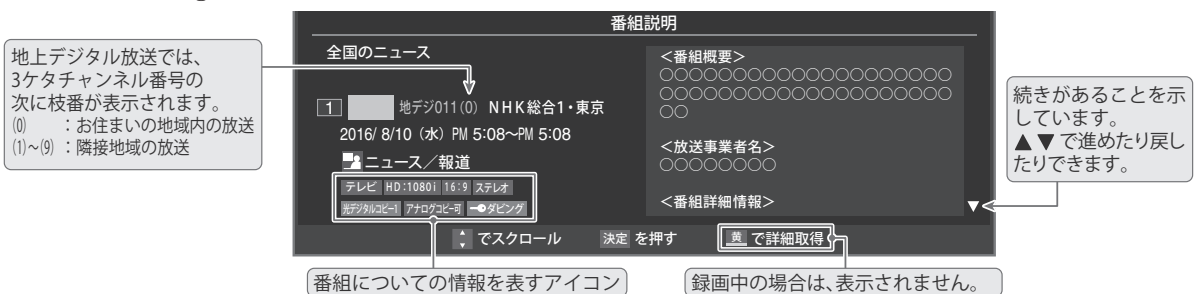 番組説明
地上デジタル放送では、
3ケタチャンネル番号の
次に枝番が表示されます。
(0) :お住まいの地域内の放送
(1)~(9) :隣接地域の放送
全国のニュース
1 地デジ011(0) NHK総合1・東京
2016/ 8/10 (水) PM 5:08~PM 5:08
ニュース/報道
テレビ HD:1080i 16:9 ステレオ
光デジタルコピー1 アナログコピー可 ダビング
<番組概要>
○○○○○○○○○○○○○○○○○○○○
○○○○○○○○○○○○○○○○○○○○
○○
<放送事業者名>
○○○○○○○○
<番組詳細情報>
▼
続きがあることを示
しています。
▲▼で進めたり戻し
たりできます。
でスクロール 決定 を押す 黄 で詳細取得
番組についての情報を表すアイコン
録画中の場合は、表示されません。